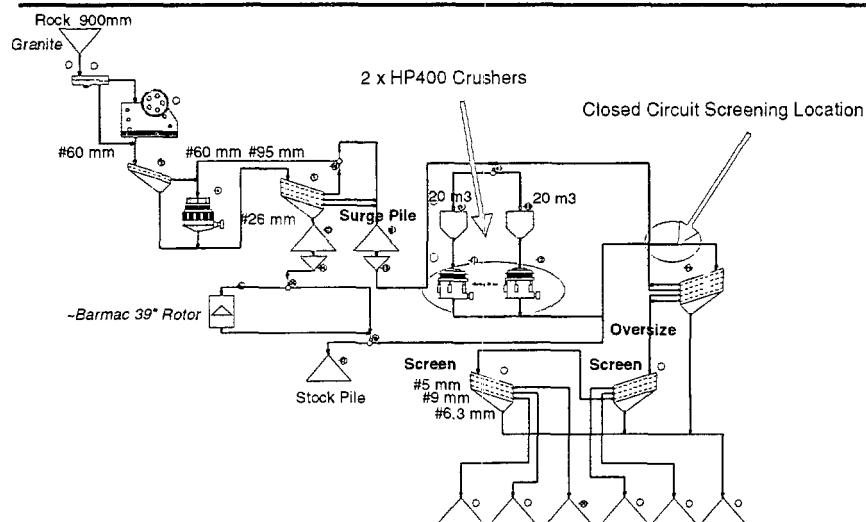 Rock 900mm
Granite
2 x HP400 Crushers
Closed Circuit Screening Location
#60 mm
#60 mm #95 mm
20 m3
20 m3
#26 mm
Surge Pile
~Barmac 39" Rotor
Oversize
Stock Pile
Screen
Screen
#5 mm
#9 mm
#6.3 mm